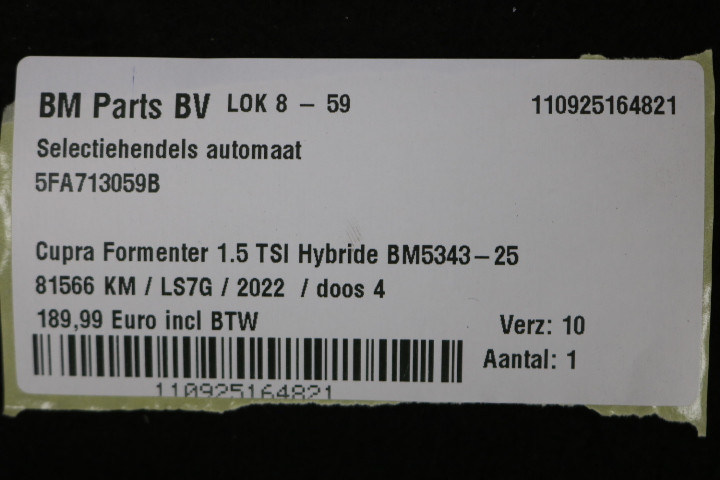 BM Parts BV LOK 8 - 59 110925164821
Selectiehendels automaat
5FA713059B
Cupra Formenter 1.5 TSI Hybride BM5343-25
81566 KM / LS7G / 2022 / doos 4
189,99 Euro incl BTW Verz: 10
Aantal: 1
110925164821